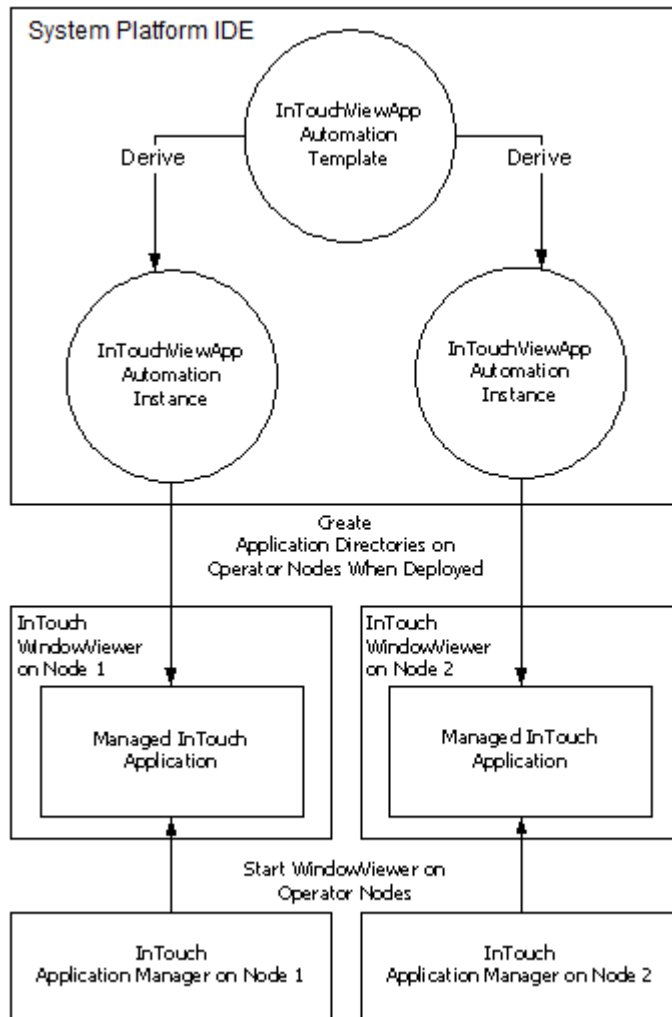 System Platform IDE
InTouchViewApp
Automation
Template
Derive
Derive
InTouchViewApp
Automation
Instance
InTouchViewApp
Automation
Instance
Create
Application Directories on
Operator Nodes When Deployed
InTouch
WindowViewer
on Node 1
InTouch
WindowViewer
on Node 2
Managed InTouch
Application
Managed InTouch
Application
Start WindowViewer on
Operator Nodes
InTouch
Application Manager on Node 1
InTouch
Application Manager on Node 2